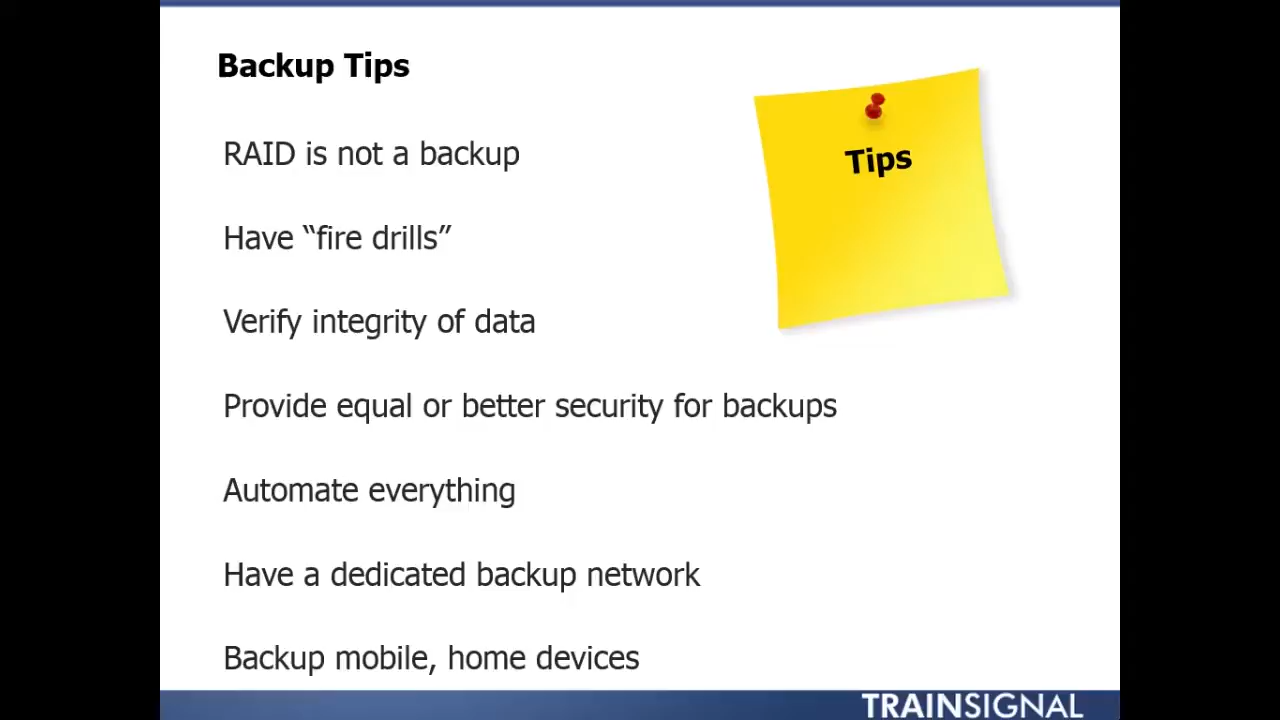 Backup Tips
Tips
RAID is not a backup
Have “fire drills”
Verify integrity of data
Provide equal or better security for backups
Automate everything
Have a dedicated backup network
Backup mobile, home devices
TRAINSIGNAL